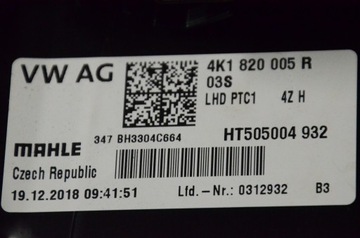 VW AG
4K1 820 005 R
03S
LHD PTC1 4Z H
347 BH3304C664
MAHLE
HT505004 932
Czech Republic
19.12.2018 09:41:51
Lfd.-Nr.: 0312932
B3